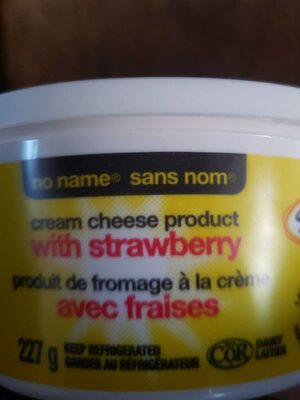 no name® sans nom®
cream cheese product
with strawberry
produit de fromage à la crème
avec fraises
227 g
KEEP REFRIGERATED
GARDER AU RÉFRIGÉRATEUR
COR
DAIRY
LAITIER